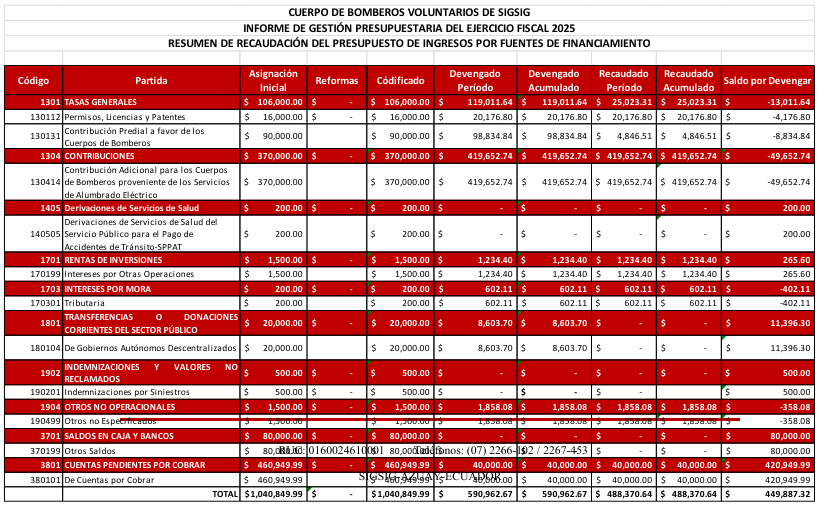 CUERPO DE BOMBEROS VOLUNTARIOS DE SIGSIG
INFORME DE GESTIÓN PRESUPUESTARIA DEL EJERCICIO FISCAL 2025
RESUMEN DE RECAUDACIÓN DEL PRESUPUESTO DE INGRESOS POR FUENTES DE FINANCIAMIENTO
Código Partida Asignación Inicial Reformas Códificado Devengado Período Devengado Acumulado Recaudado Período Recaudado Acumulado Saldo por Devengar
1301 TASAS GENERALES $ 106,000.00 $ - $ 106,000.00 $ 119,011.64 $ 119,011.64 $ 25,023.31 $ 25,023.31 $ -13,011.64
130112 Permisos, Licencias y Patentes $ 16,000.00 $ - $ 16,000.00 $ 20,176.80 $ 20,176.80 $ 20,176.80 $ 20,176.80 $ -4,176.80
130131 Contribución Predial a favor de los Cuerpos de Bomberos $ 90,000.00 $ 90,000.00 $ 98,834.84 $ 98,834.84 $ 4,846.51 $ 4,846.51 $ -8,834.84
1304 CONTRIBUCIONES $ 370,000.00 $ - $ 370,000.00 $ 419,652.74 $ 419,652.74 $ 419,652.74 $ 419,652.74 $ -49,652.74
130414 Contribución Adicional para los Cuerpos de Bomberos proveniente de los Servicios de Alumbrado Eléctrico $ 370,000.00 $ 370,000.00 $ 419,652.74 $ 419,652.74 $ 419,652.74 $ 419,652.74 $ -49,652.74
1405 Derivaciones de Servicios de Salud $ 200.00 $ - $ 200.00 $ - $ - $ - $ - $ 200.00
140505 Derivaciones de Servicios de Salud del Servicio Público para el Pago de Accidentes de Tránsito-SPPAT $ 200.00 $ 200.00 $ - $ - $ - $ - $ 200.00
1701 RENTAS DE INVERSIONES $ 1,500.00 $ - $ 1,500.00 $ 1,234.40 $ 1,234.40 $ 1,234.40 $ 1,234.40 $ 265.60
170199 Intereses por Otras Operaciones $ 1,500.00 $ 1,500.00 $ 1,234.40 $ 1,234.40 $ 1,234.40 $ 1,234.40 $ 265.60
1703 INTERESES POR MORA $ 200.00 $ - $ 200.00 $ 602.11 $ 602.11 $ 602.11 $ 602.11 $ -402.11
170301 Tributaria $ 200.00 $ 200.00 $ 602.11 $ 602.11 $ 602.11 $ 602.11 $ -402.11
1801 TRANSFERENCIAS O DONACIONES CORRIENTES DEL SECTOR PÚBLICO $ 20,000.00 $ - $ 20,000.00 $ 8,603.70 $ 8,603.70 $ - $ - $ 11,396.30
180104 De Gobiernos Autónomos Descentralizados $ 20,000.00 $ 20,000.00 $ 8,603.70 $ 8,603.70 $ - $ - $ 11,396.30
1902 INDEMNIZACIONES Y VALORES NO RECLAMADOS $ 500.00 $ - $ 500.00 $ - $ - $ - $ - $ 500.00
190201 Indemnizaciones por Siniestros $ 500.00 $ 500.00 $ - $ - $ - $ 500.00
1904 OTROS NO OPERACIONALES $ 1,500.00 $ - $ 1,500.00 $ 1,858.08 $ 1,858.08 $ 1,858.08 $ 1,858.08 $ -358.08
190499 Otros no Especificados $ 1,500.00 $ 1,500.00 $ 1,858.08 $ 1,858.08 $ 1,858.08 $ 1,858.08 $ -358.08
3701 SALDOS EN CAJA Y BANCOS $ 80,000.00 $ - $ 80,000.00 $ - $ - $ - $ - $ 80,000.00
370199 Otros Saldos $ 80,000.00 $ 80,000.00 $ - $ - $ - $ 80,000.00
RUC: 0160024610001 Teléfonos: (07) 2266-102 / 2267-453
3801 CUENTAS PENDIENTES POR COBRAR $ 460,949.99 $ - $ 460,949.99 $ 40,000.00 $ 40,000.00 $ 40,000.00 $ 40,000.00 $ 420,949.99
380101 De Cuentas por Cobrar $ 460,949.99 $ 460,949.99 $ 40,000.00 $ 40,000.00 $ 40,000.00 $ 40,000.00 $ 420,949.99
SIGSIG-AZUAY-ECUADOR
TOTAL $1,040,849.99 $ - $1,040,849.99 $ 590,962.67 $ 590,962.67 $ 488,370.64 $ 488,370.64 $ 449,887.32